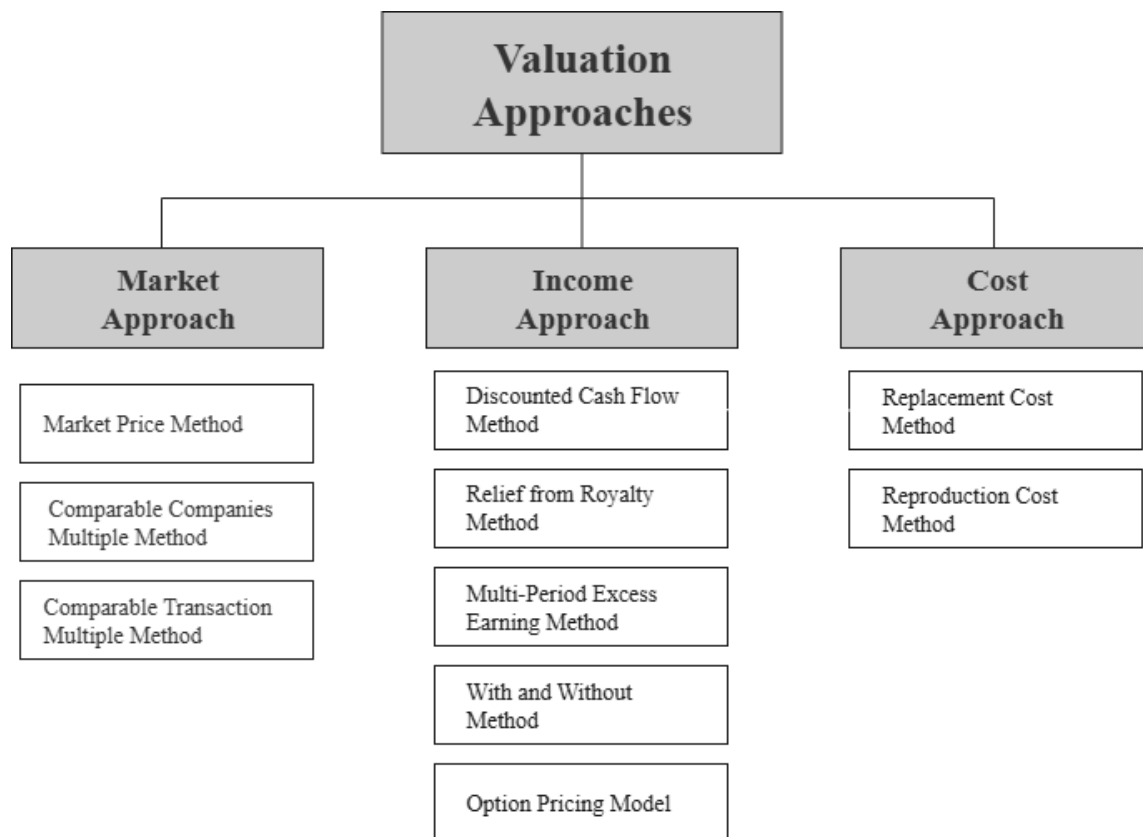 Valuation
Approaches
Market
Approach
Market Price Method
Comparable Companies
Multiple Method
Comparable Transaction
Multiple Method
Income
Approach
Discounted Cash Flow
Method
Relief from Royalty
Method
Multi-Period Excess
Earning Method
With and Without
Method
Option Pricing Model
Cost
Approach
Replacement Cost
Method
Reproduction Cost
Method